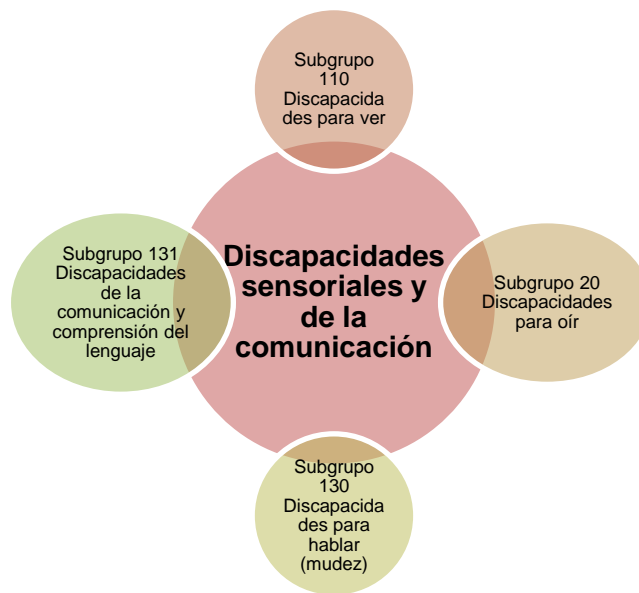 Subgrupo
110
Discapacida
des para ver
Discapacidades
sensoriales y
de la
comunicación
Subgrupo 131
Discapacidades
de la
comunicación y
comprensión del
lenguaje
Subgrupo 20
Discapacidades
para oír
Subgrupo
130
Discapacida
des para
hablar
(mudez)